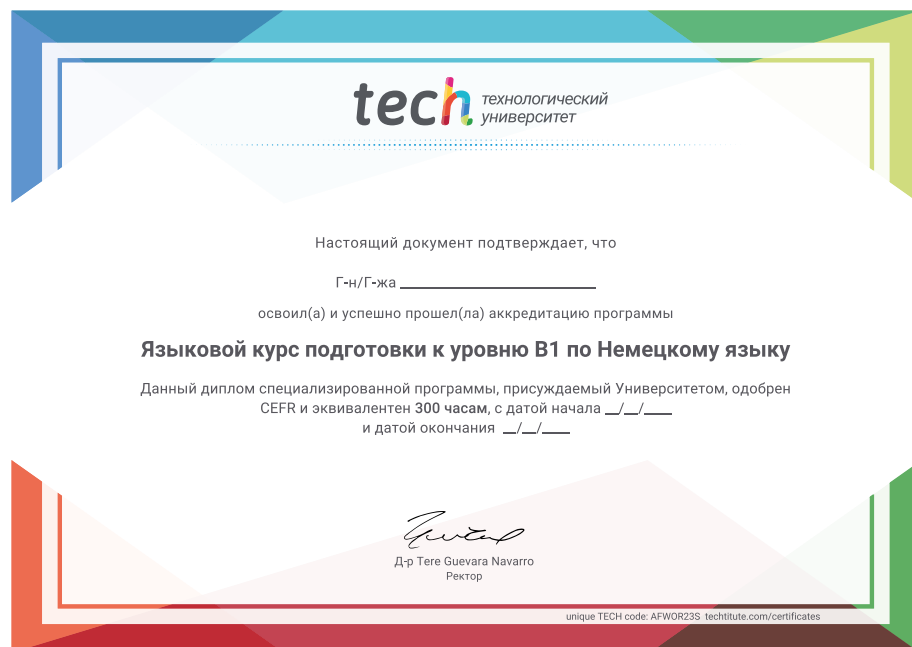 tech технологический
университет
Настоящий документ подтверждает, что
Г-н/Г-жа ____________________
освоил(а) и успешно прошел(ла) аккредитацию программы
Языковой курс подготовки к уровню B1 по Немецкому языку
Данный диплом специализированной программы, присуждаемый Университетом, одобрен
CEFR и эквивалентен 300 часам, с датой начала __/__/____
и датой окончания __/__/____
Д-р Tere Guevara Navarro
Ректор
unique TECH code: AFWOR23S techtitute.com/certificates